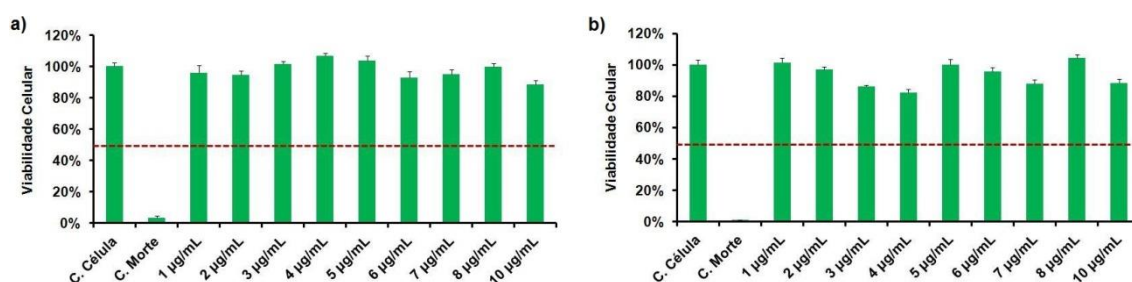 a)
Viabilidade Celular
120%
100%
80%
60%
40%
20%
0%
C. Célula
C. Morte
1 µg/mL
2 µg/mL
3 µg/mL
4 µg/mL
5 µg/mL
6 µg/mL
7 µg/mL
8 µg/mL
10 µg/mL
b)
Viabilidade Celular
120%
100%
80%
60%
40%
20%
0%
C. Célula
C. Morte
1 µg/mL
2 µg/mL
3 µg/mL
4 µg/mL
5 µg/mL
6 µg/mL
7 µg/mL
8 µg/mL
10 µg/mL